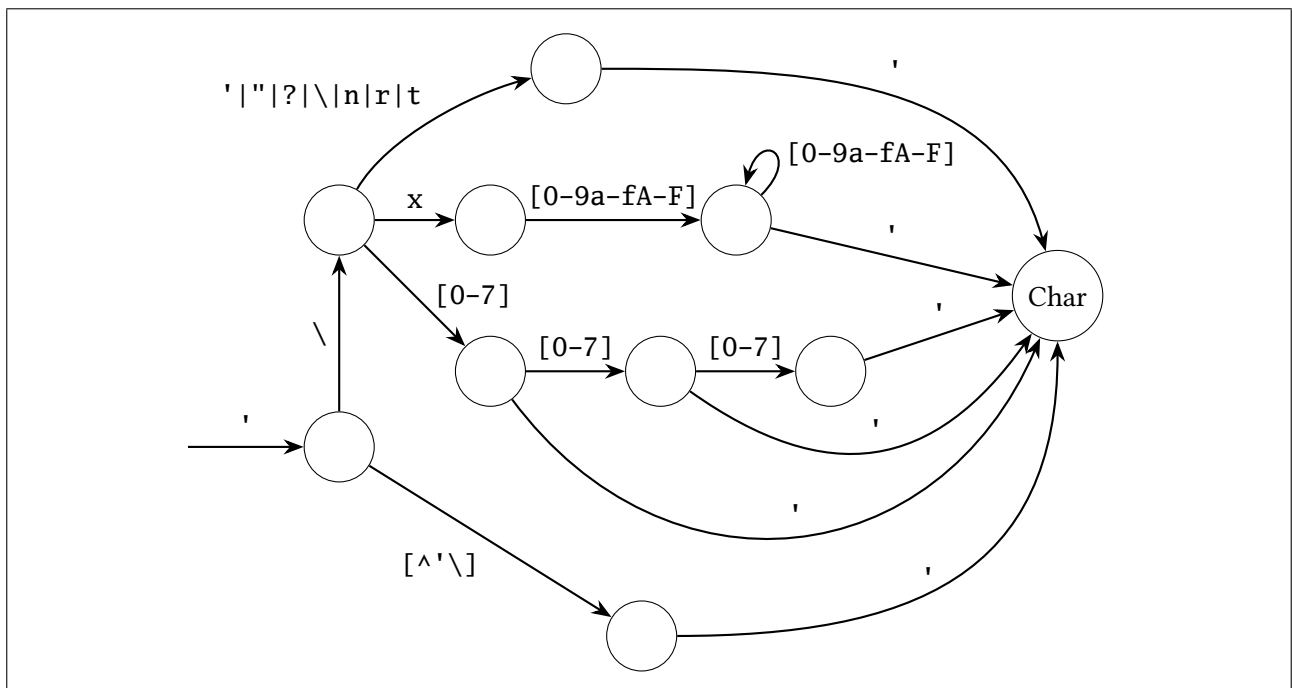 '
'|"|?|\|n|r|t
[0-9a-fA-F]
x
[0-9a-fA-F]
'
[0-7]
Char
'
\
[0-7]
[0-7]
'
'
'
[^'\]
'